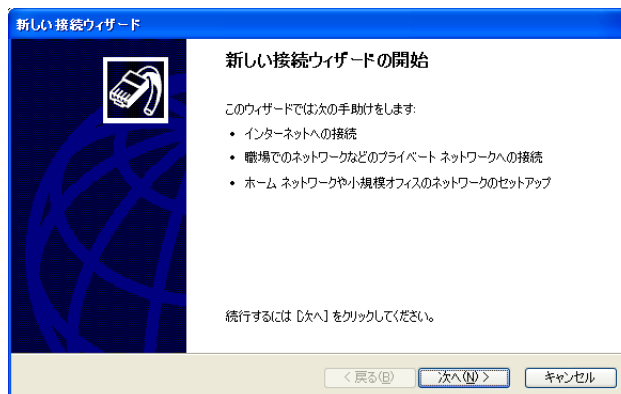 新しい接続ウィザード
新しい接続ウィザードの開始
このウィザードでは次の手助けをします:
• インターネットへの接続
• 職場でのネットワークなどのプライベート ネットワークへの接続
• ホーム ネットワークや小規模オフィスのネットワークのセットアップ
続行するには [次へ] をクリックしてください。
< 戻る(B) 次へ(N) > キャンセル